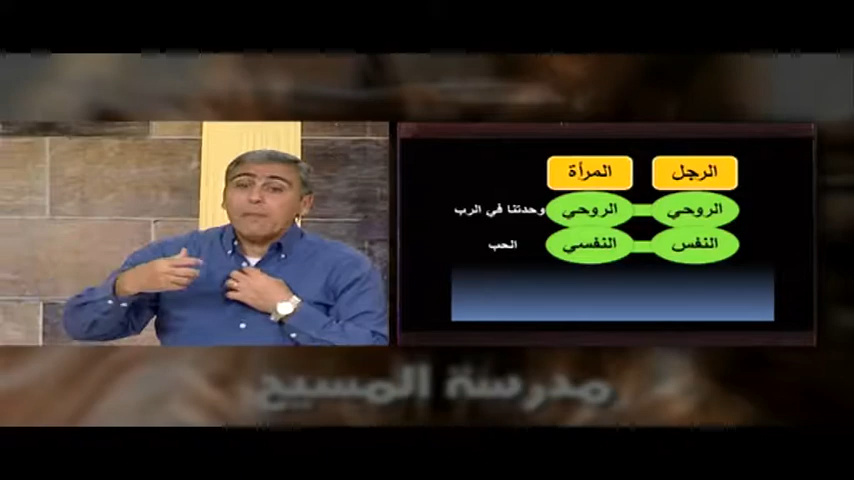 الرجل المرأة
الروحي الروحي وحدتنا في الرب
النفس النفسي الحب
مدرسة المسيح